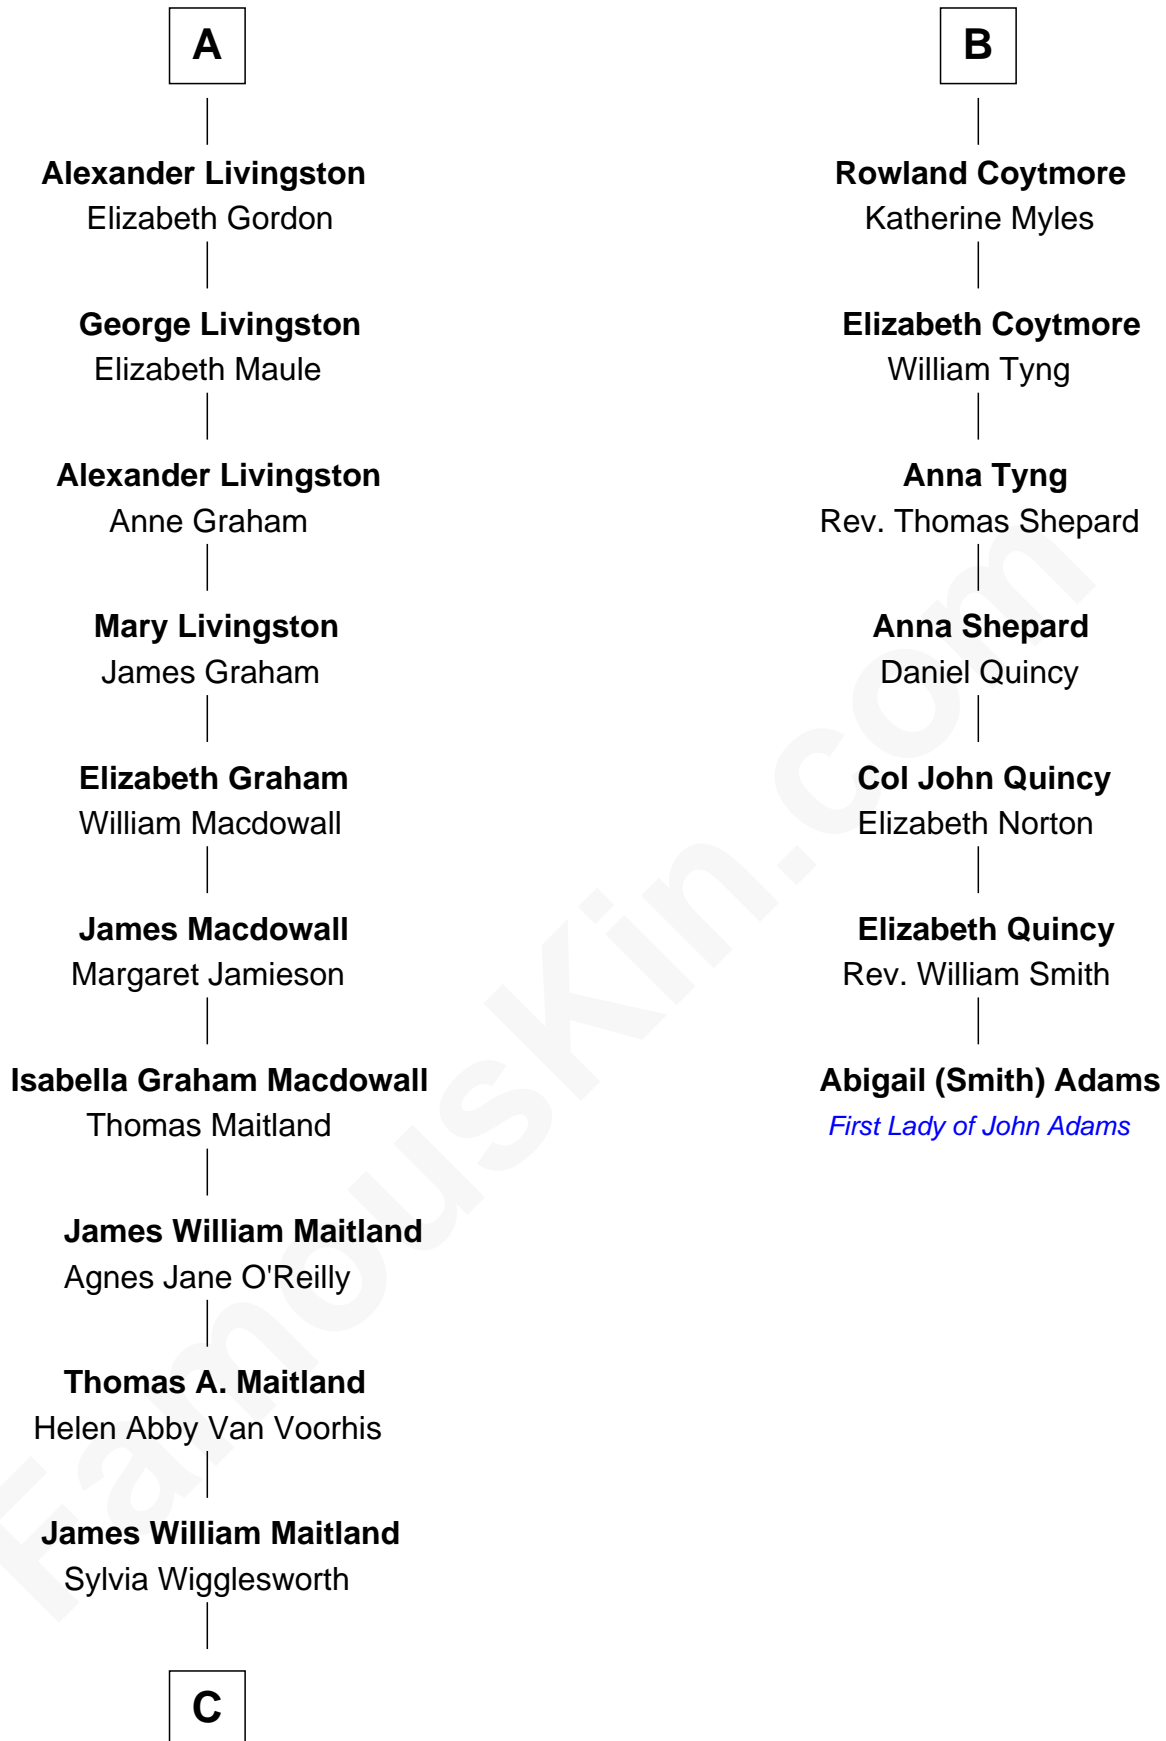 A
Alexander Livingston
Elizabeth Gordon
George Livingston
Elizabeth Maule
Alexander Livingston
Anne Graham
Mary Livingston
James Graham
Elizabeth Graham
William Macdowall
James Macdowall
Margaret Jamieson
Isabella Graham Macdowall
Thomas Maitland
James William Maitland
Agnes Jane O'Reilly
Thomas A. Maitland
Helen Abby Van Voorhis
James William Maitland
Sylvia Wigglesworth
C
B
Rowland Coytmore
Katherine Myles
Elizabeth Coytmore
William Tyng
Anna Tyng
Rev. Thomas Shepard
Anna Shepard
Daniel Quincy
Col John Quincy
Elizabeth Norton
Elizabeth Quincy
Rev. William Smith
Abigail (Smith) Adams
First Lady of John Adams
FamousKin.com